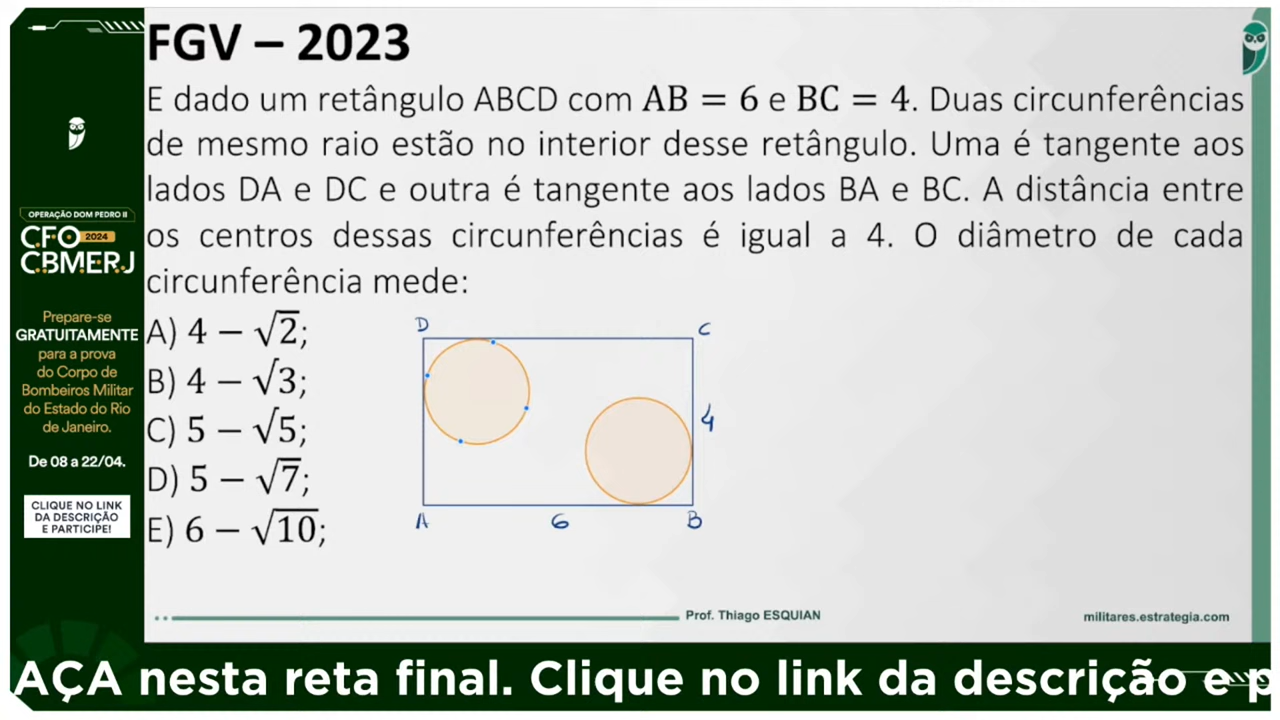 FGV – 2023
E dado um retângulo ABCD com AB = 6 e BC = 4. Duas circunferências
de mesmo raio estão no interior desse retângulo. Uma é tangente aos
lados DA e DC e outra é tangente aos lados BA e BC. A distância entre
os centros dessas circunferências é igual a 4. O diâmetro de cada
circunferência mede:
A) 4 − √2;
B) 4 − √3;
C) 5 − √5;
D) 5 − √7;
E) 6 − √10;
D
C
4
A
6
B
OPERAÇÃO DOM PEDRO II
CFO 2024
CBMERJ
Prepare-se
GRATUITAMENTE
para a prova
do Corpo de
Bombeiros Militar
do Estado do Rio
de Janeiro.
De 08 a 22/04.
CLIQUE NO LINK
DA DESCRIÇÃO
E PARTICIPE!
Prof. Thiago ESQUIAN
militares.estrategia.com
AÇA nesta reta final. Clique no link da descrição e p